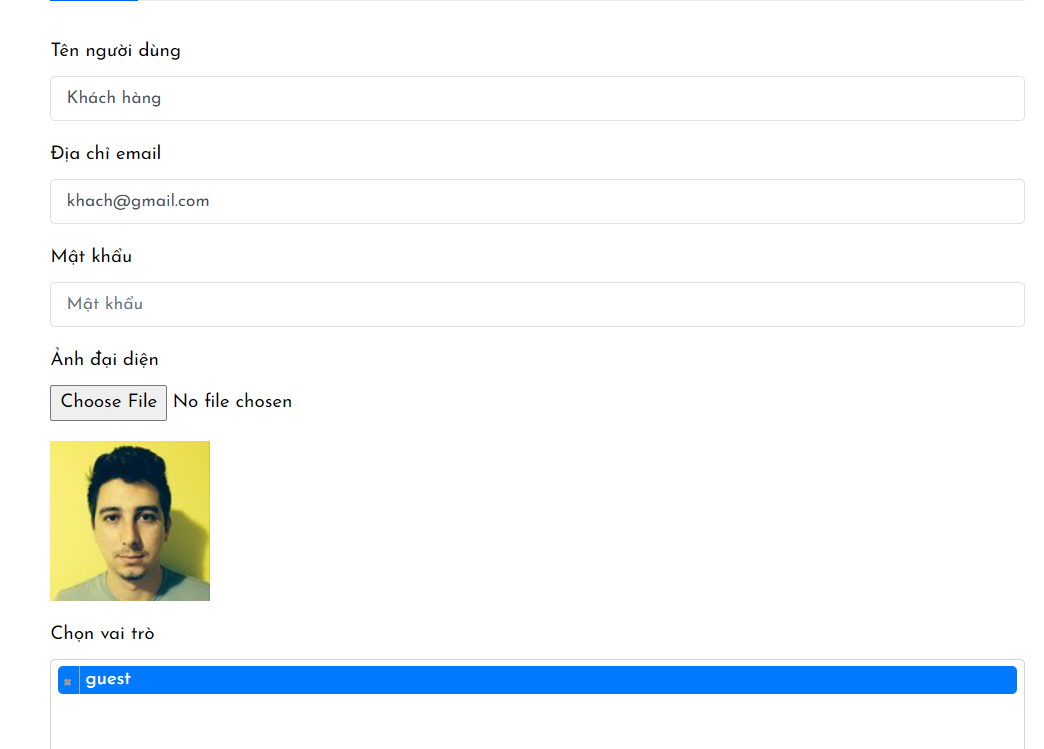 Tên người dùng
Khách hàng
Địa chỉ email
khach@gmail.com
Mật khẩu
Mật khẩu
Ảnh đại diện
Choose File No file chosen
Chọn vai trò
× guest